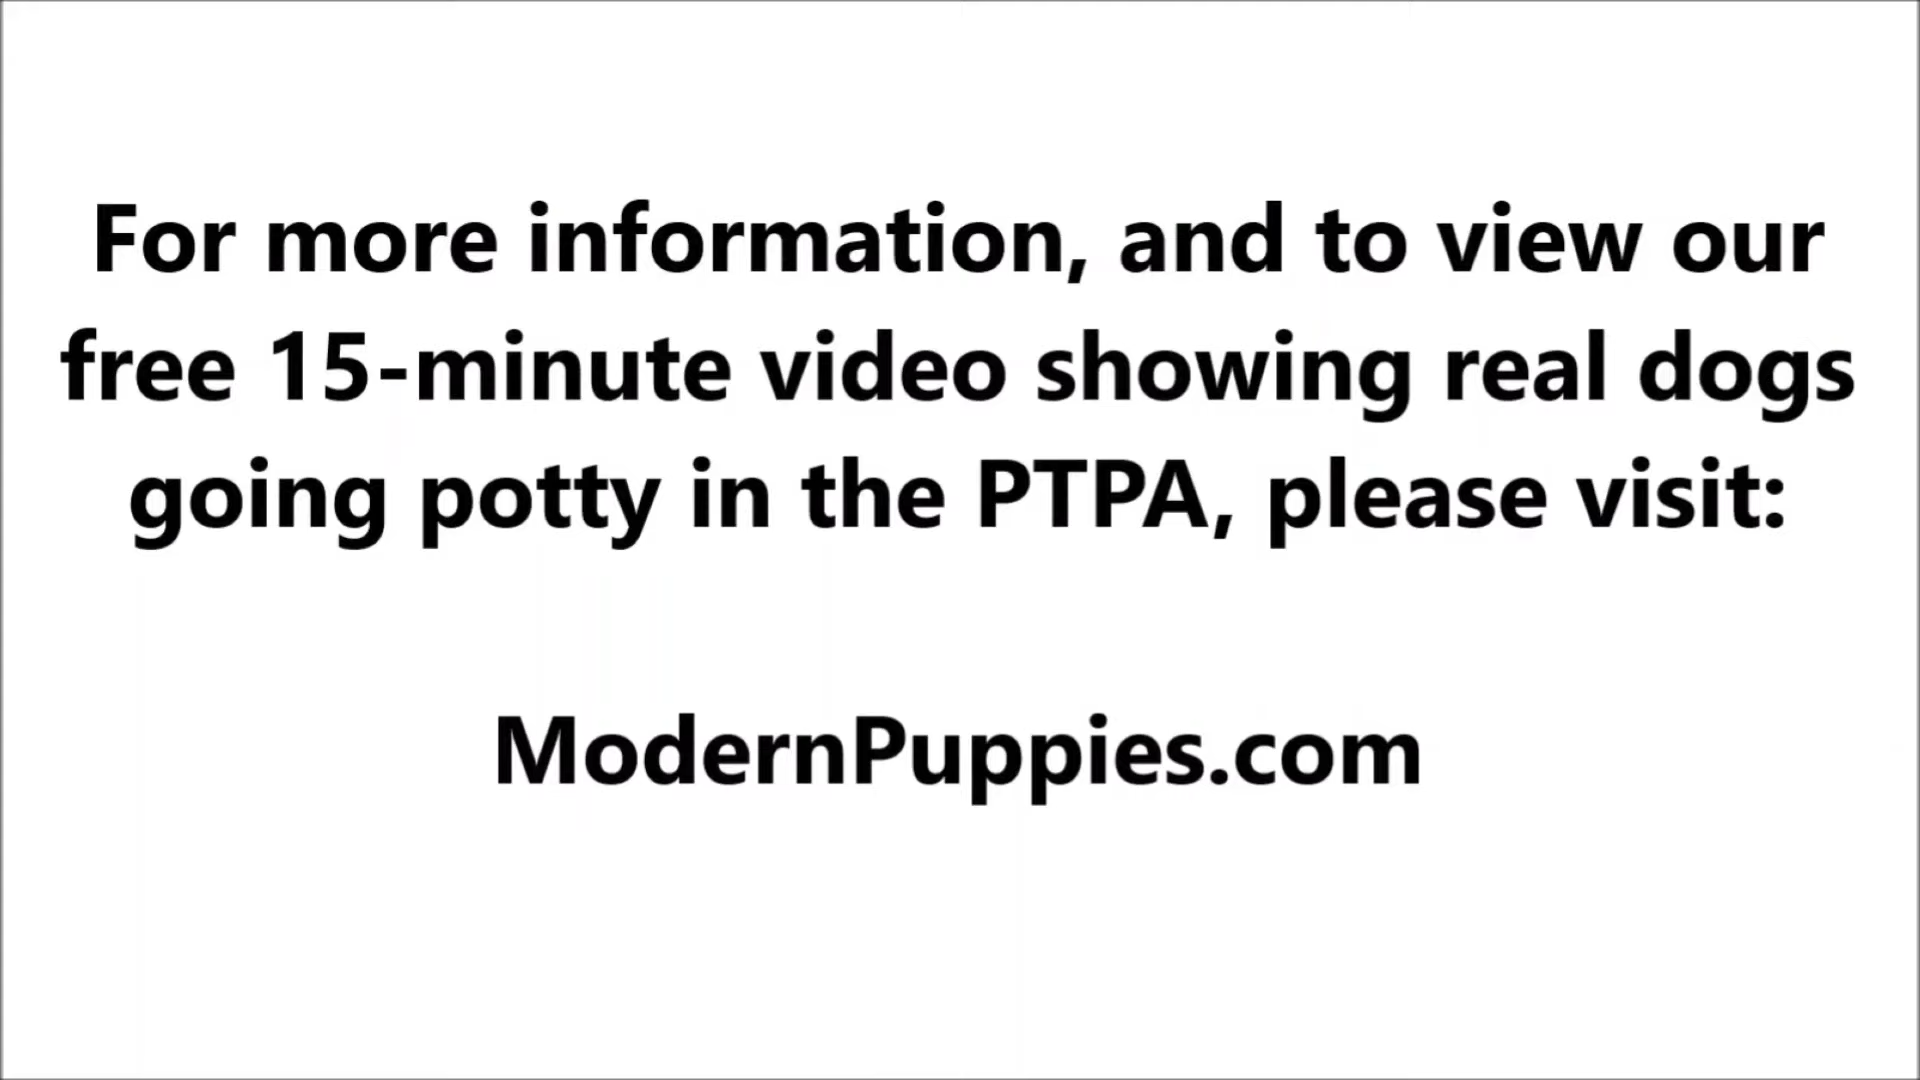 For more information, and to view our
free 15-minute video showing real dogs
going potty in the PTPA, please visit:
ModernPuppies.com